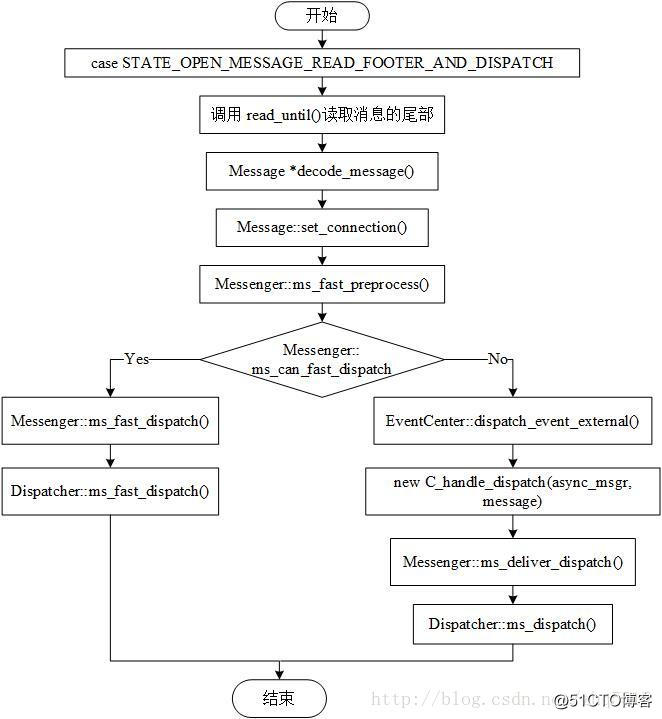 开始
case STATE_OPEN_MESSAGE_READ_FOOTER_AND_DISPATCH
调用 read_until()读取消息的尾部
Message *decode_message()
Message::set_connection()
Messenger::ms_fast_preprocess()
Messenger::
ms_can_fast_dispatch
Yes
No
Messenger::ms_fast_dispatch()
EventCenter::dispatch_event_external()
Dispatcher::ms_fast_dispatch()
new C_handle_dispatch(async_msgr,
message)
Messenger::ms_deliver_dispatch()
Dispatcher::ms_dispatch()
结束
http://blog.csdn.ne
@51CTO博客